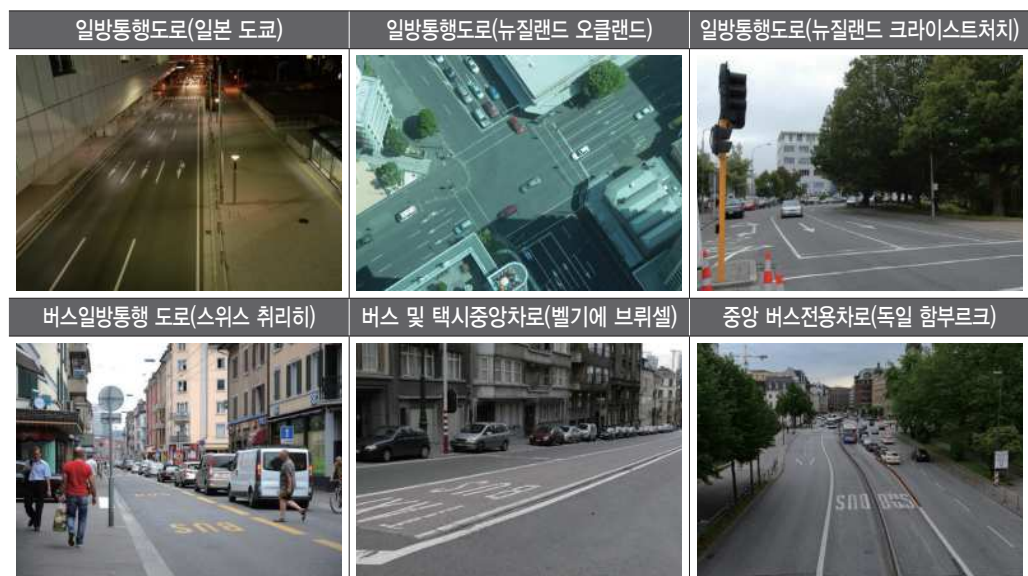 일방통행도로(일본 도쿄)
일방통행도로(뉴질랜드 오클랜드)
일방통행도로(뉴질랜드 크라이스트처치)
버스일방통행 도로(스위스 취리히)
버스 및 택시중앙차로(벨기에 브뤼셀)
중앙 버스전용차로(독일 함부르크)
BUS
BUS
BUS
BUS